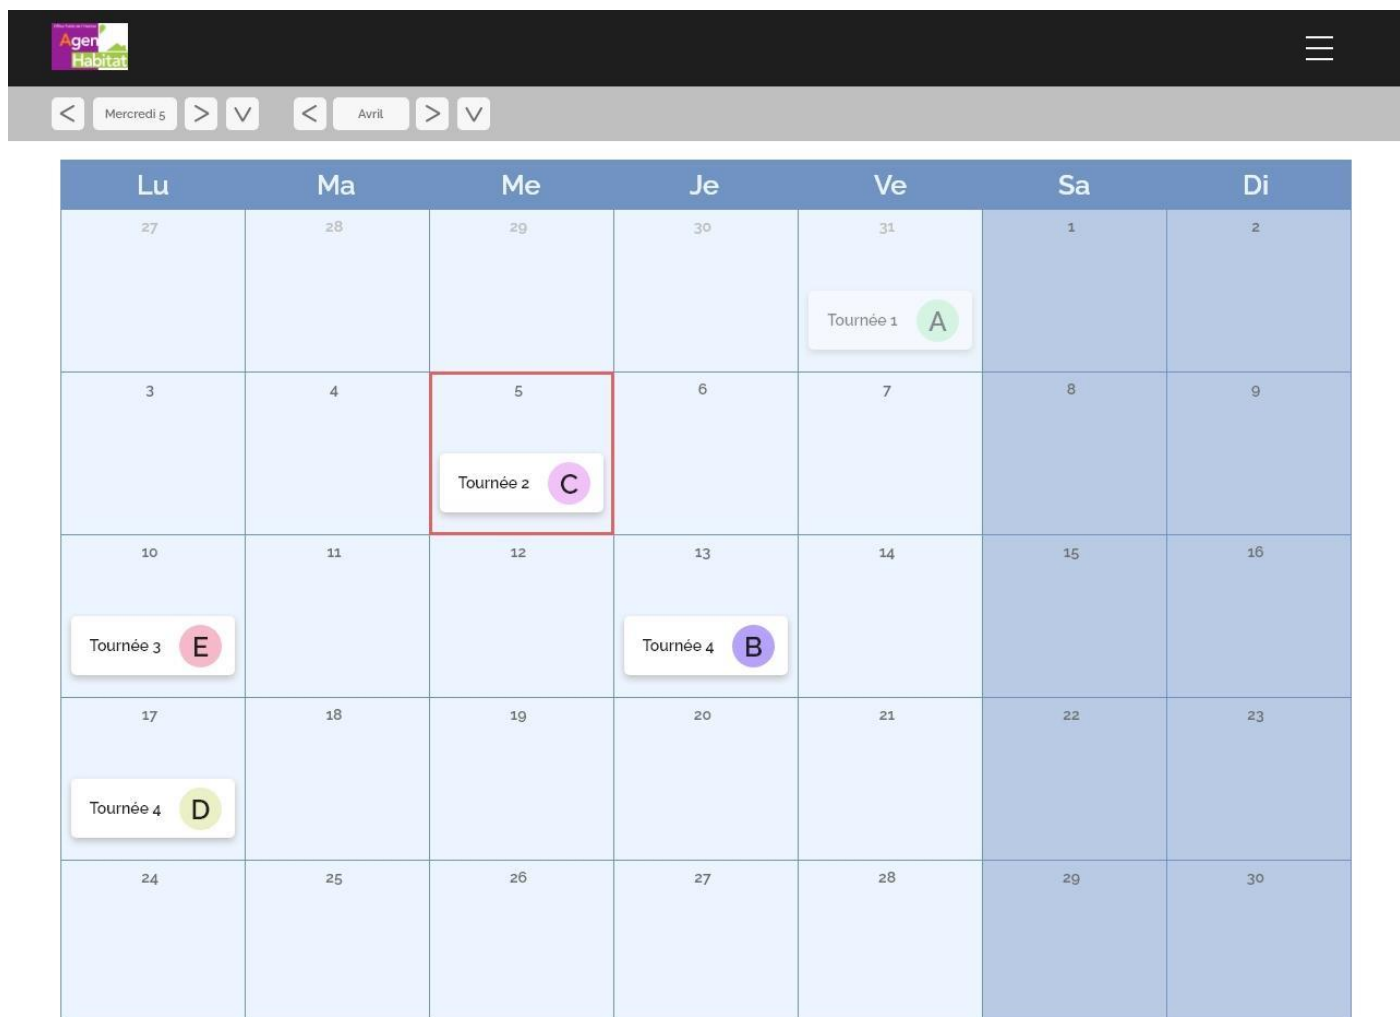 Agen
Habitat
< Mercredi 5 > V < Avril > V
Lu Ma Me Je Ve Sa Di
27 28 29 30 31 1 2
Tournée 1 A
3 4 5 6 7 8 9
Tournée 2 C
10 11 12 13 14 15 16
Tournée 3 E Tournée 4 B
17 18 19 20 21 22 23
Tournée 4 D
24 25 26 27 28 29 30